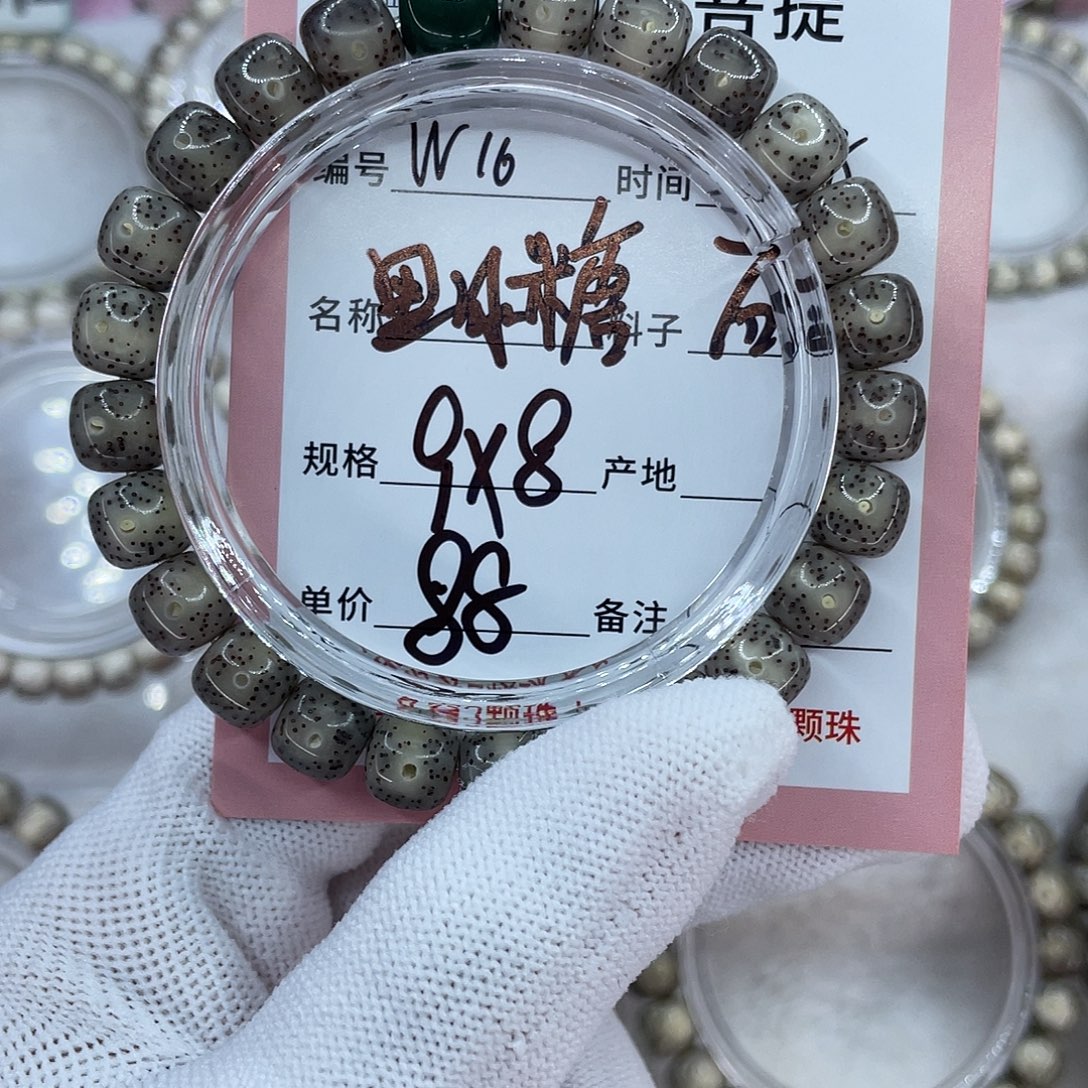 菩提
编号 W16 时间
名称 黑冰糖 料子
规格 9X8 产地
单价 88 备注
颗珠